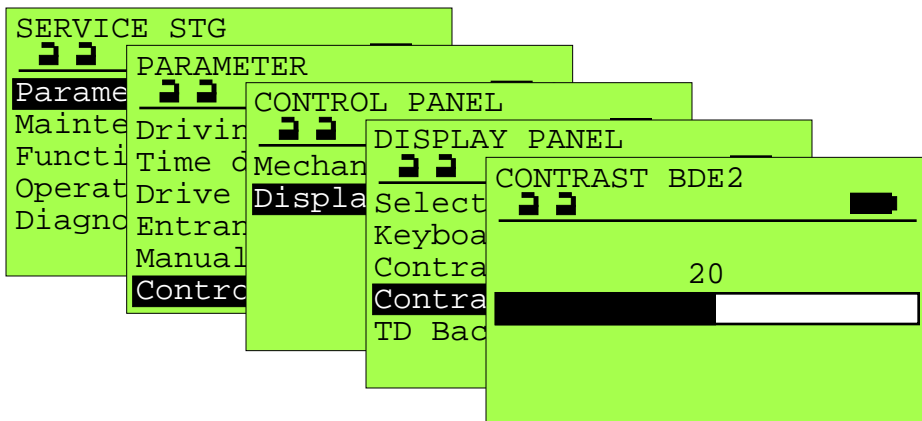 SERVICE STG
Parame
Mainte
Functi
Operat
Diagno
PARAMETER
Drivin
Time d
Drive
Entran
Manual
Contro
CONTROL PANEL
Mechan
Displa
DISPLAY PANEL
Select
Keyboa
Contra
Contra
TD Bac
CONTRAST BDE2
20